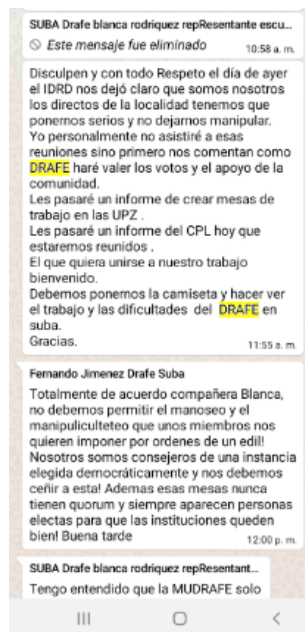 SUBA Drafe blanca rodriquez repResentante escu...
Este mensaje fue eliminado 10:58 a. m.
Disculpen y con todo Respeto el día de ayer
el IDRD nos dejó claro que somos nosotros
los directos de la localidad tenemos que
ponernos serios y no dejarnos manipular.
Yo personalmente no asistiré a esas
reuniones sino primero nos comentan como
DRAFE haré valer los votos y el apoyo de la
comunidad.
Les pasaré un informe de crear mesas de
trabajo en las UPZ .
Les pasaré un informe del CPL hoy que
estaremos reunidos .
El que quiera unirse a nuestro trabajo
bienvenido.
Debemos ponernos la camiseta y hacer ver
el trabajo y las dificultades del DRAFE en
suba.
Gracias. 11:55 a. m.
Fernando Jimenez Drafe Suba
Totalmente de acuerdo compañera Blanca,
no debemos permitir el manoseo y el
manipuliculteteo que unos miembros nos
quieren imponer por ordenes de un edil!
Nosotros somos consejeros de una instancia
elegida democráticamente y nos debemos
ceñir a esta! Ademas esas mesas nunca
tienen quorum y siempre aparecen personas
electas para que las instituciones queden
bien! Buena tarde 12:00 p. m.
SUBA Drafe blanca rodriquez repResentant...
Tengo entendido que la MUDRAFE solo